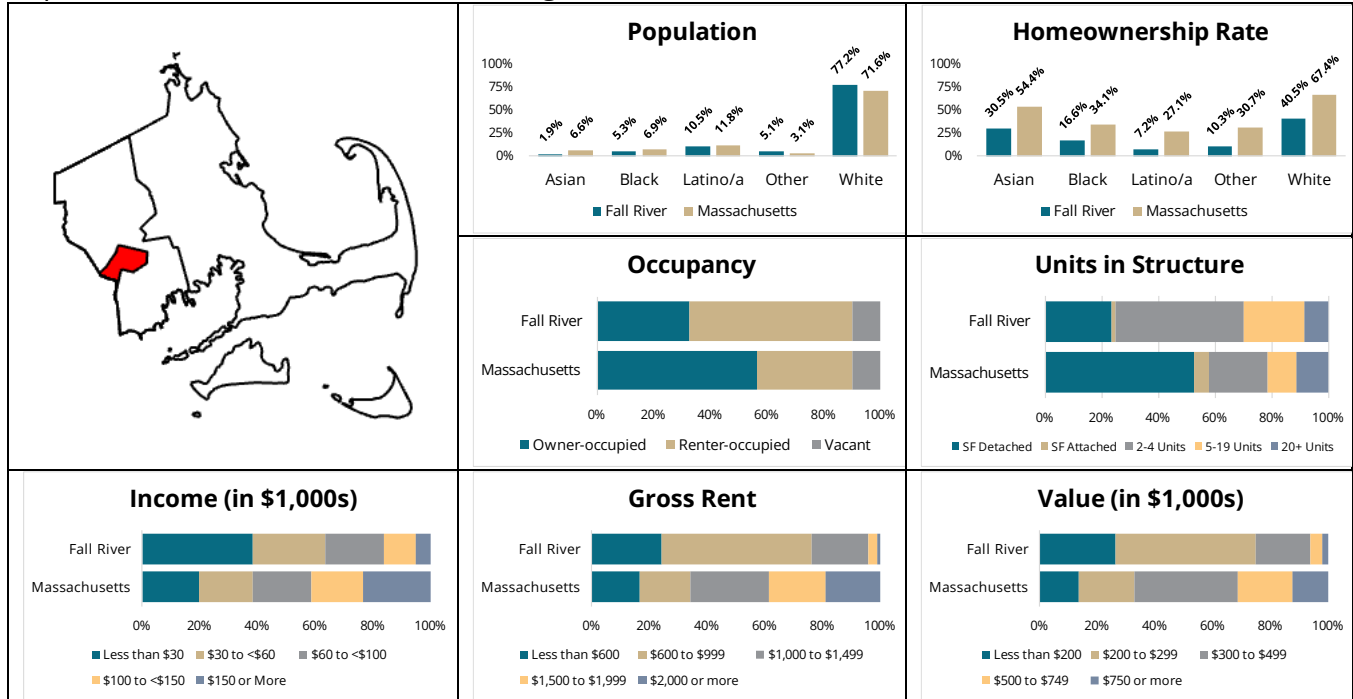 Population
100%
75%
50%
25%
0%
1.9%
6.6%
5.3%
6.9%
10.5%
11.8%
5.1%
3.1%
77.2%
71.6%
Asian Black Latino/a Other White
Fall River Massachusetts
Homeownership Rate
100%
75%
50%
25%
0%
30.5%
54.4%
16.6%
34.1%
7.2%
27.1%
10.3%
30.7%
40.5%
67.4%
Asian Black Latino/a Other White
Fall River Massachusetts
Occupancy
Fall River
Massachusetts
0% 20% 40% 60% 80% 100%
Owner-occupied Renter-occupied Vacant
Units in Structure
Fall River
Massachusetts
0% 20% 40% 60% 80% 100%
SF Detached SF Attached 2-4 Units 5-19 Units 20+ Units
Income (in $1,000s)
Fall River
Massachusetts
0% 20% 40% 60% 80% 100%
Less than $30 $30 to <$60 $60 to <$100
$100 to <$150 $150 or More
Gross Rent
Fall River
Massachusetts
0% 20% 40% 60% 80% 100%
Less than $600 $600 to $999 $1,000 to $1,499
$1,500 to $1,999 $2,000 or more
Value (in $1,000s)
Fall River
Massachusetts
0% 20% 40% 60% 80% 100%
Less than $200 $200 to $299 $300 to $499
$500 to $749 $750 or more